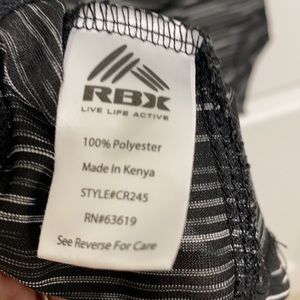 RBX
LIVE LIFE ACTIVE
100% Polyester
Made In Kenya
STYLE#CR245
RN#63619
See Reverse For Care